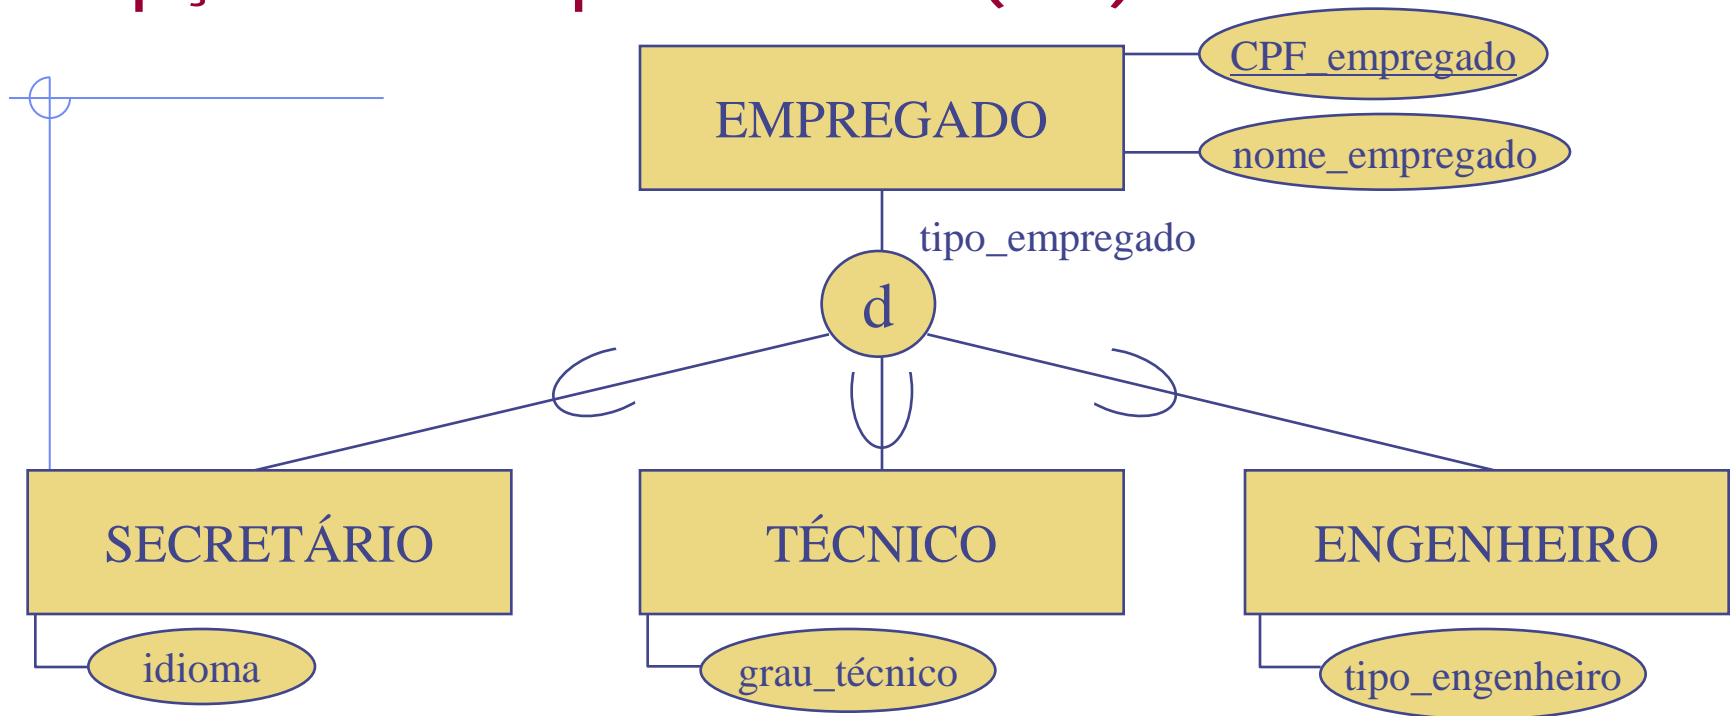 CPF_empregado
EMPREGADO
nome_empregado
tipo_empregado
d
SECRETÁRIO
TÉCNICO
ENGENHEIRO
idioma
grau_técnico
tipo_engenheiro